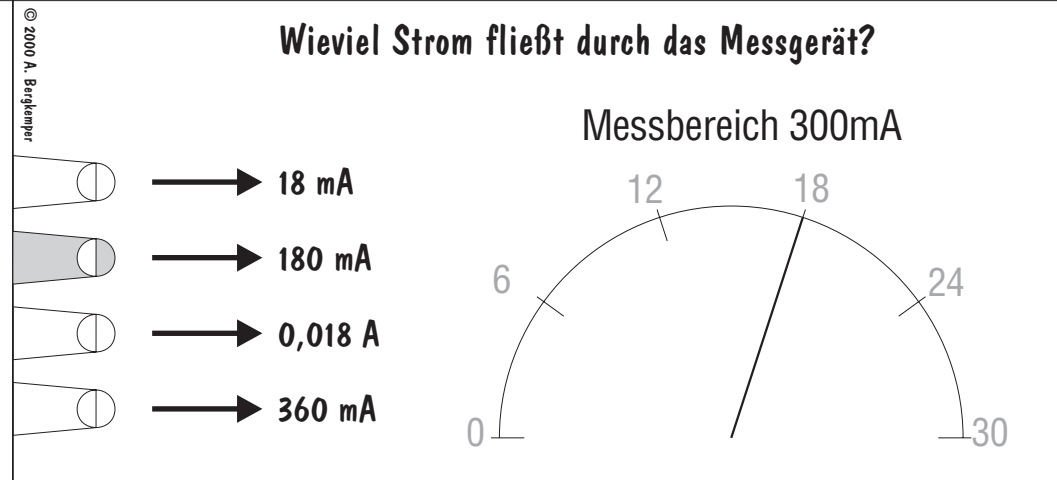 © 2000 A. Bergkemper
Wieviel Strom fließt durch das Messgerät?
18 mA
180 mA
0,018 A
360 mA
Messbereich 300mA
0
6
12
18
24
30